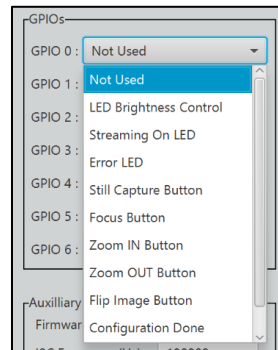 GPIOs
GPIO 0 : Not Used
GPIO 1 : Not Used
LED Brightness Control
GPIO 2 : Streaming On LED
GPIO 3 : Error LED
GPIO 4 : Still Capture Button
GPIO 5 : Focus Button
GPIO 6 : Zoom IN Button
Zoom OUT Button
Auxilliary Flip Image Button
Firmwar Configuration Done